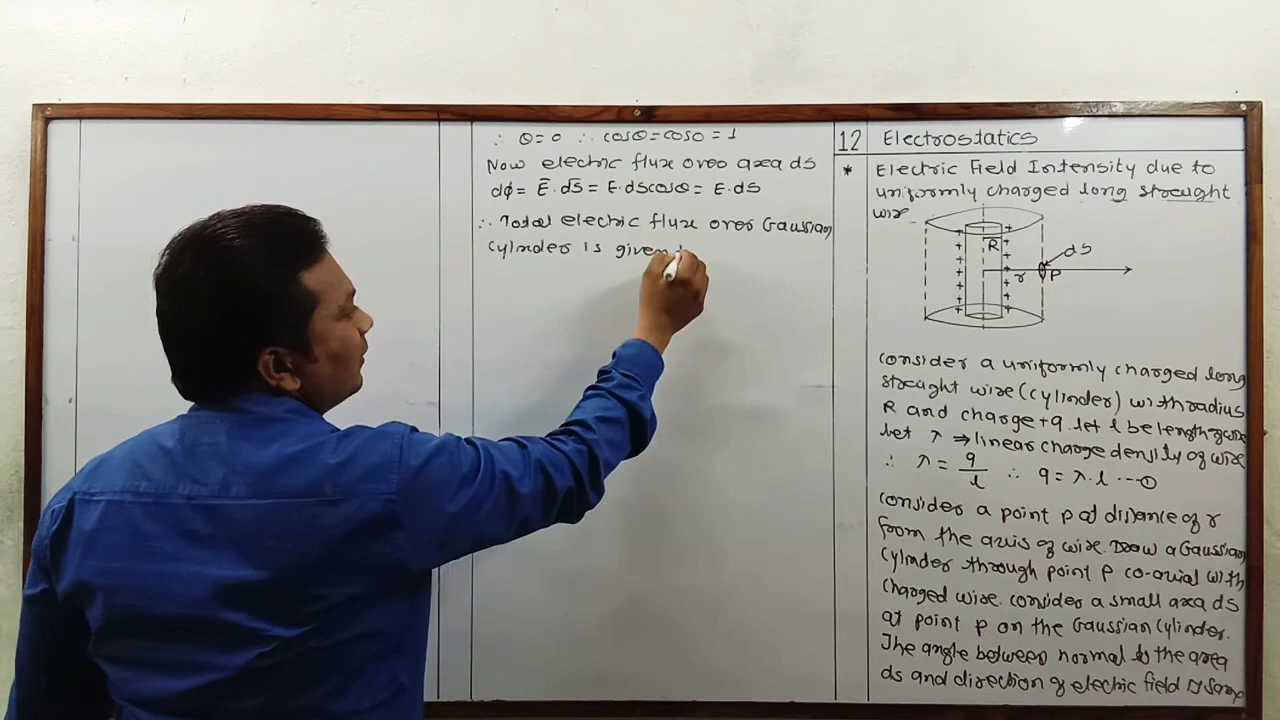 12 Electrostatics
* Electric Field Intensity due to
uniformly charged long streught
wire.
R
ds
r
P
Consider a uniformly charged long
streught wire (cylinder) with radius
R and charge +q. let l be length of wire
let λ ⇒ linear charge density of wire
∴ λ = q/l ∴ q = λ.l ---①
Consider a point p at distance of r
from the axis of wire. Draw a Gaussian
Cylinder through point p co-axial with
charged wire. consider a small area ds
at point p on the Gaussian Cylinder.
The angle between normal to the area
ds and direction of electric field is same
∴ θ=0 ∴ cosθ=cos0 = 1
Now electric flux over area ds
dϕ= E̅.dS̅ = E.dscosθ = E.ds
∴ Total electric flux over Gaussian
Cylinder is given